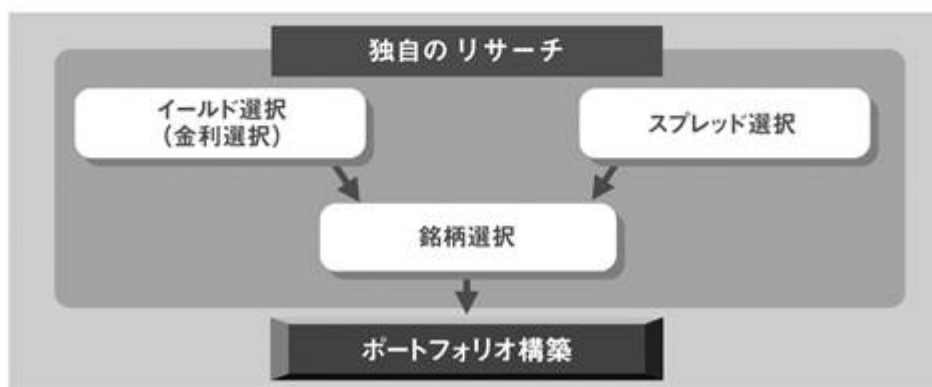 独自のリサーチ
イールド選択
（金利選択）
スプレッド選択
銘柄選択
ポートフォリオ構築